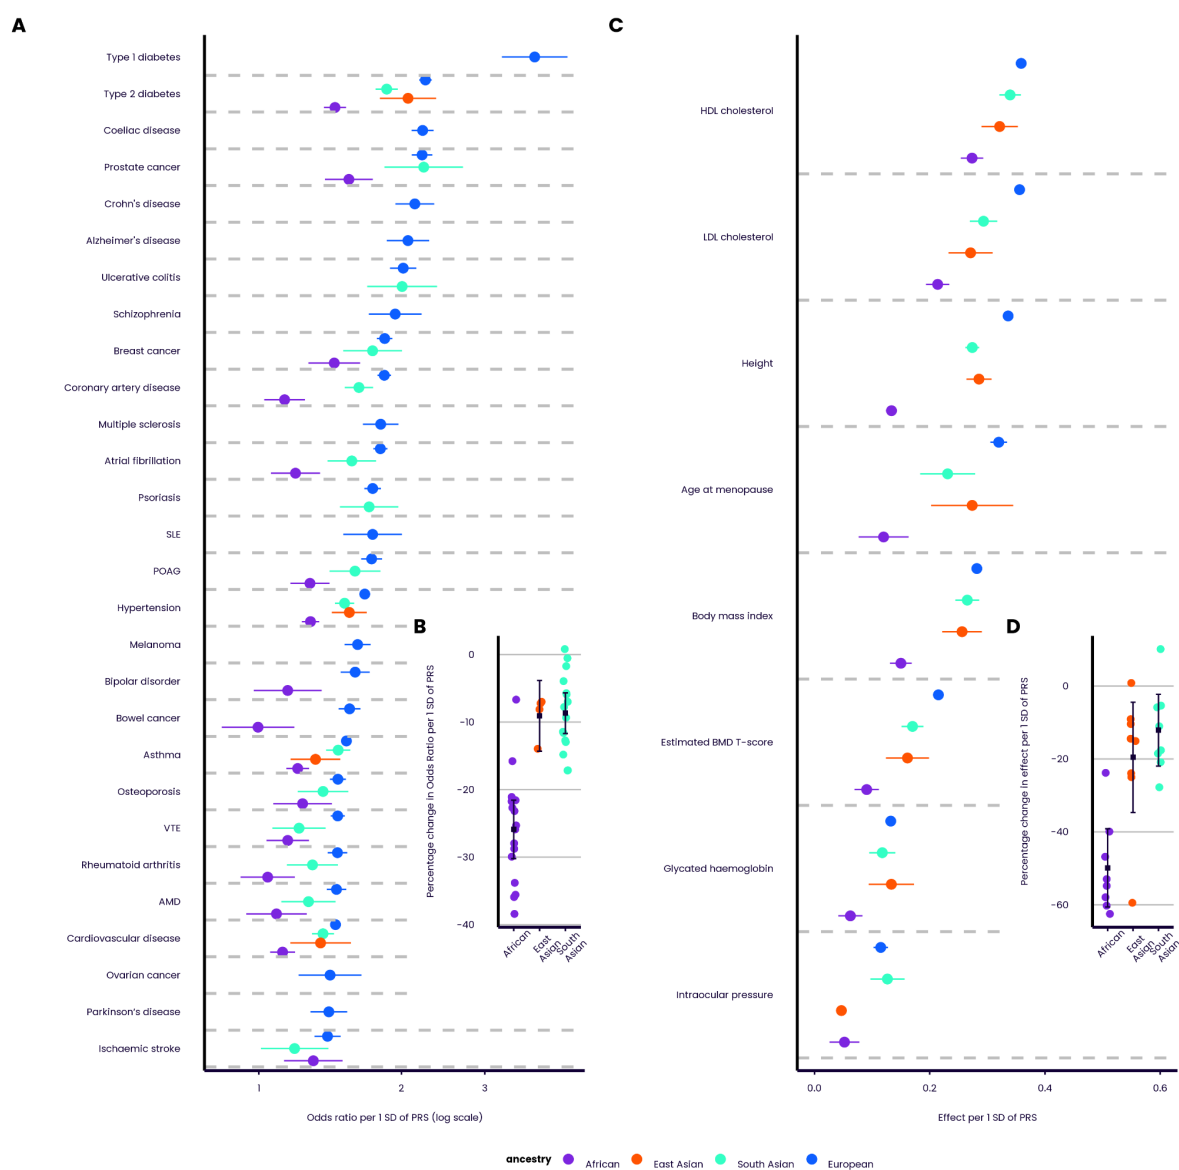 A
Type 1 diabetes
Type 2 diabetes
Coeliac disease
Prostate cancer
Crohn's disease
Alzheimer's disease
Ulcerative colitis
Schizophrenia
Breast cancer
Coronary artery disease
Multiple sclerosis
Atrial fibrillation
Psoriasis
SLE
POAG
Hypertension
Melanoma
Bipolar disorder
Bowel cancer
Asthma
Osteoporosis
VTE
Rheumatoid arthritis
AMD
Cardiovascular disease
Ovarian cancer
Parkinson's disease
Ischaemic stroke
1
2
3
Odds ratio per 1 SD of PRS (log scale)
B
Percentage change in Odds Ratio per 1 SD of PRS
0
−10
−20
−30
−40
African
East
Asian
South
Asian
C
HDL cholesterol
LDL cholesterol
Height
Age at menopause
Body mass index
Estimated BMD T-score
Glycated haemoglobin
Intraocular pressure
0.0
0.2
0.4
0.6
Effect per 1 SD of PRS
D
Percentage change in effect per 1 SD of PRS
0
−20
−40
−60
African
East
Asian
South
Asian
ancestry
African
East Asian
South Asian
European